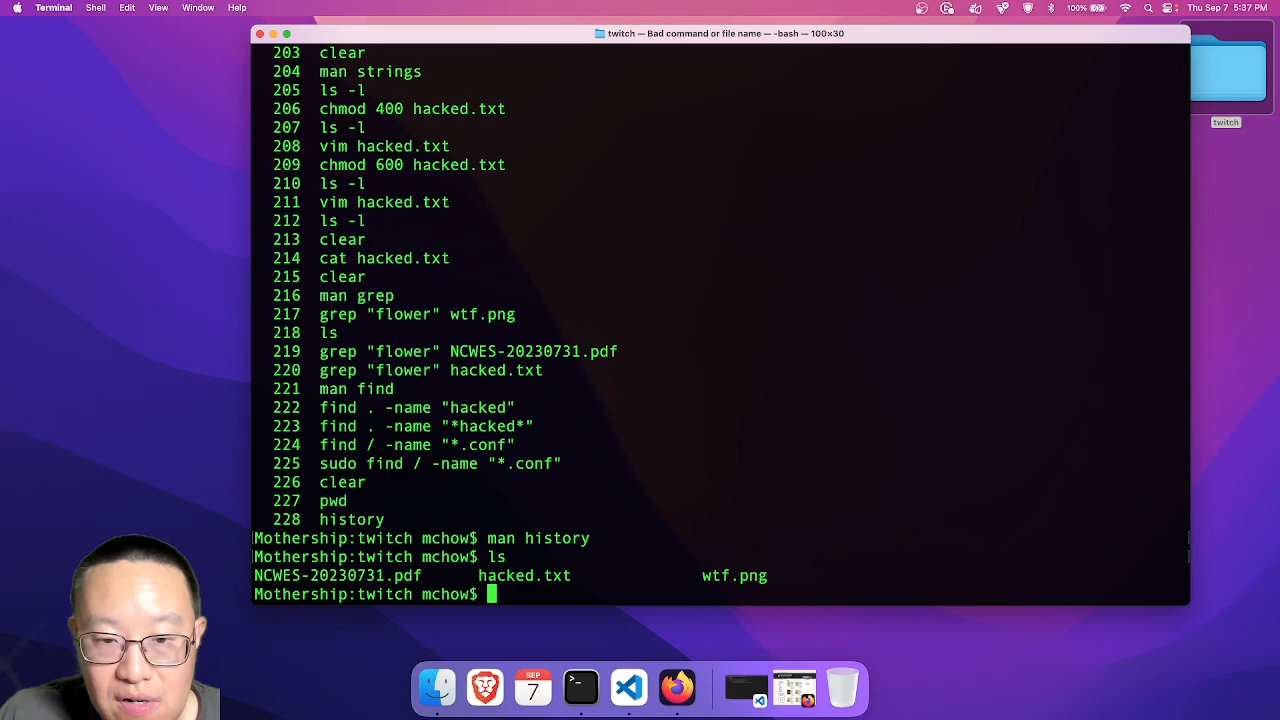 Terminal Shell Edit View Window Help
100% Thu Sep 7 5:37 PM
twitch — Bad command or file name — -bash — 100×30
203 clear
204 man strings
205 ls -l
206 chmod 400 hacked.txt
207 ls -l
208 vim hacked.txt
209 chmod 600 hacked.txt
210 ls -l
211 vim hacked.txt
212 ls -l
213 clear
214 cat hacked.txt
215 clear
216 man grep
217 grep "flower" wtf.png
218 ls
219 grep "flower" NCWES-20230731.pdf
220 grep "flower" hacked.txt
221 man find
222 find . -name "hacked"
223 find . -name "*hacked*"
224 find / -name "*.conf"
225 sudo find / -name "*.conf"
226 clear
227 pwd
228 history
[Mothership:twitch mchow$ man history ]
[Mothership:twitch mchow$ ls ]
NCWES-20230731.pdf hacked.txt wtf.png
Mothership:twitch mchow$
twitch
SEP
7
>_